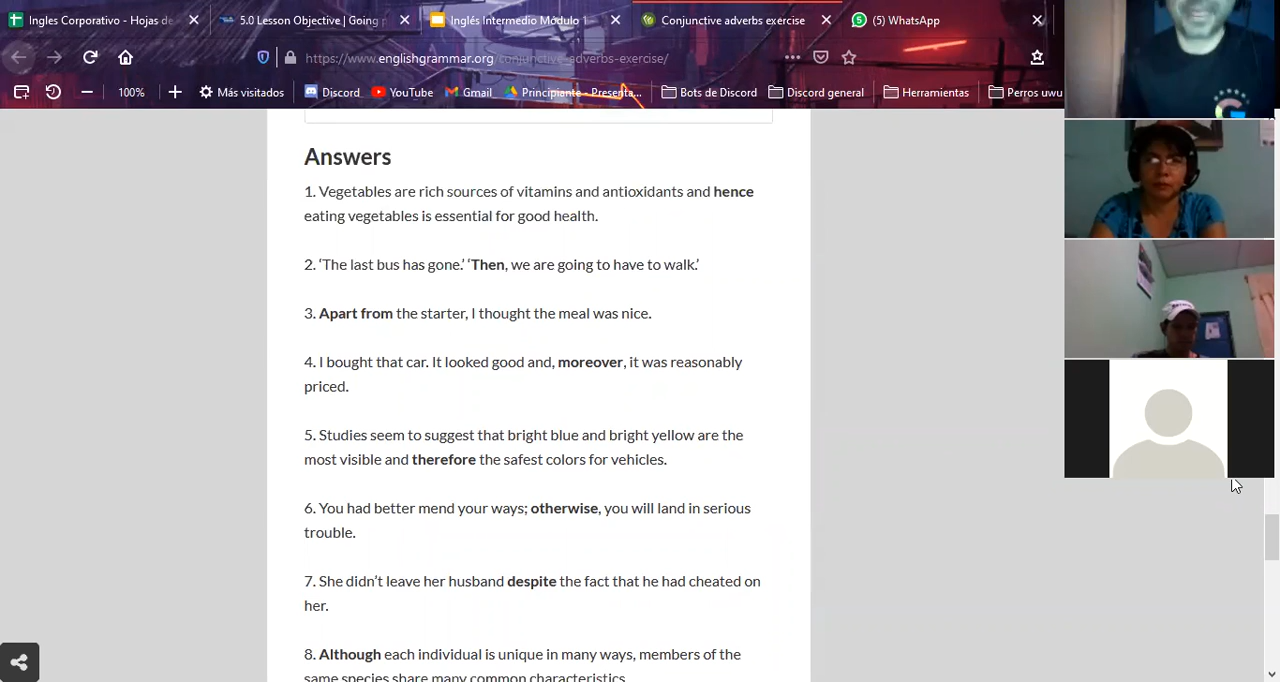 Ingles Corporativo - Hojas de
5.0 Lesson Objective | Going p
Inglés Intermedio Módulo 1 -
Conjunctive adverbs exercise
(5) WhatsApp
https://www.englishgrammar.org/conjunctive-adverbs-exercise/
100%
Más visitados
Discord
YouTube
Gmail
Principiante - Presenta...
Bots de Discord
Discord general
Herramientas
Perros uwu
Answers
1. Vegetables are rich sources of vitamins and antioxidants and hence
eating vegetables is essential for good health.
2. ‘The last bus has gone.’ ‘Then, we are going to have to walk.’
3. Apart from the starter, I thought the meal was nice.
4. I bought that car. It looked good and, moreover, it was reasonably
priced.
5. Studies seem to suggest that bright blue and bright yellow are the
most visible and therefore the safest colors for vehicles.
6. You had better mend your ways; otherwise, you will land in serious
trouble.
7. She didn’t leave her husband despite the fact that he had cheated on
her.
8. Although each individual is unique in many ways, members of the
same species share many common characteristics.